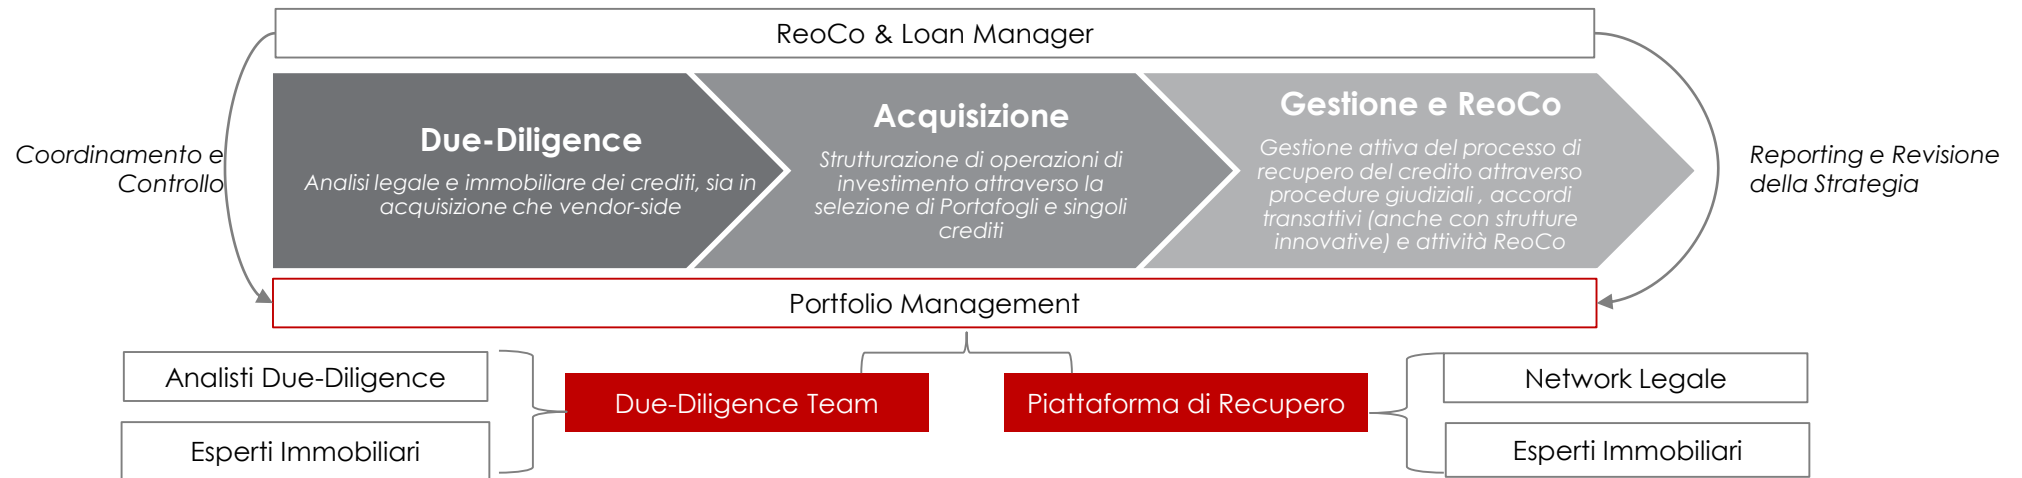 ReoCo & Loan Manager
Coordinamento e
Controllo
Due-Diligence
Analisi legale e immobiliare dei crediti, sia in
acquisizione che vendor-side
Acquisizione
Strutturazione di operazioni di
investimento attraverso la
selezione di Portafogli e singoli
crediti
Gestione e ReoCo
Gestione attiva del processo di
recupero del credito attraverso
procedure giudiziali , accordi
transattivi (anche con strutture
innovative) e attività ReoCo
Reporting e Revisione
della Strategia
Portfolio Management
Analisti Due-Diligence
Esperti Immobiliari
Due-Diligence Team
Piattaforma di Recupero
Network Legale
Esperti Immobiliari